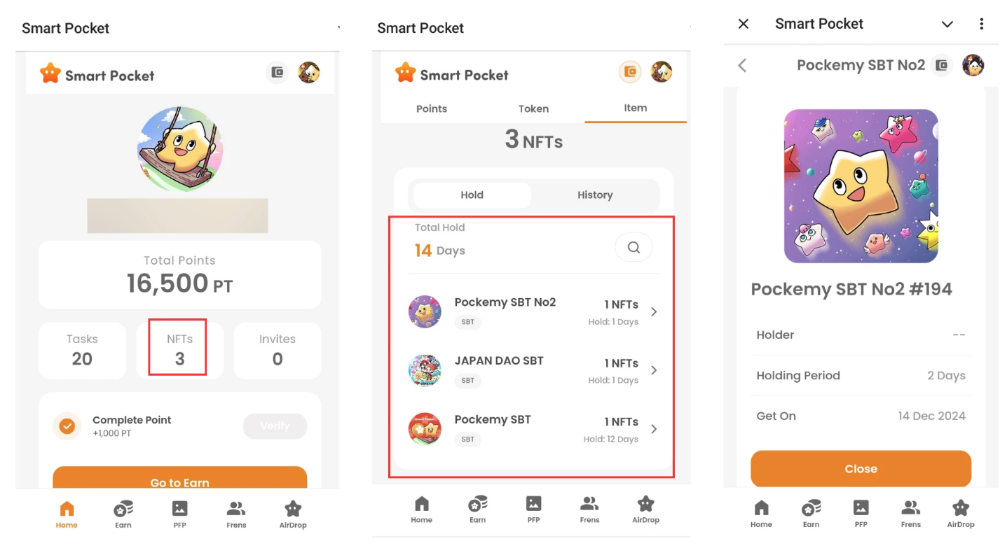 Smart Pocket
Smart Pocket
Total Points
16,500 PT
Tasks
20
NFTs
3
Invites
0
Complete Point
+1,000 PT
Verify
Go to Earn
Home
Earn
PFP
Frens
AirDrop
Smart Pocket
Smart Pocket
Points
Token
Item
3 NFTs
Hold
History
Total Hold
14 Days
Pockemy SBT No2
SBT
1 NFTs
Hold: 1 Days
JAPAN DAO SBT
SBT
1 NFTs
Hold: 1 Days
Pockemy SBT
SBT
1 NFTs
Hold: 12 Days
Home
Earn
PFP
Frens
AirDrop
Smart Pocket
Pockemy SBT No2
Pockemy SBT No2 #194
Holder
--
Holding Period
2 Days
Get On
14 Dec 2024
Close
Home
Earn
PFP
Frens
AirDrop